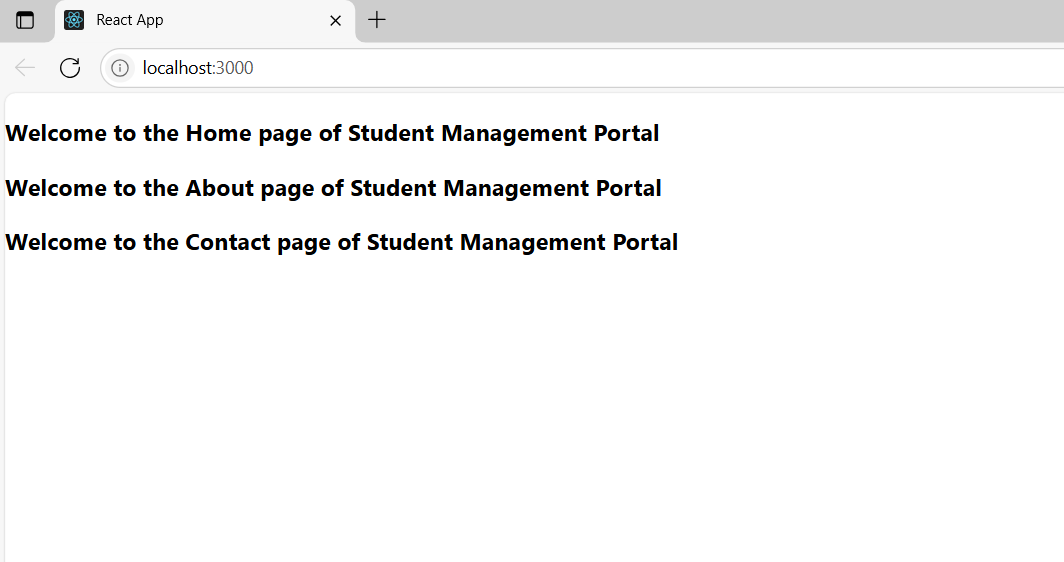 React App
localhost:3000
Welcome to the Home page of Student Management Portal
Welcome to the About page of Student Management Portal
Welcome to the Contact page of Student Management Portal